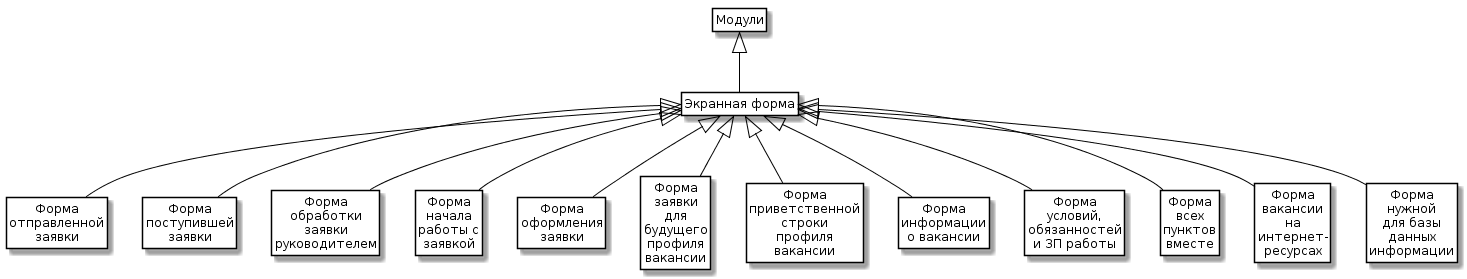 Модули
Экранная форма
Форма
отправленной
заявки
Форма
поступившей
заявки
Форма
обработки
заявки
руководителем
Форма
начала
работы с
заявкой
Форма
оформления
заявки
Форма
заявки
для
будущего
профиля
вакансии
Форма
приветственной
строки
профиля
вакансии
Форма
информации
о вакансии
Форма
условий,
обязанностей
и ЗП работы
Форма
всех
пунктов
вместе
Форма
вакансии
на
интернет-
ресурсах
Форма
нужной
для базы
данных
информации